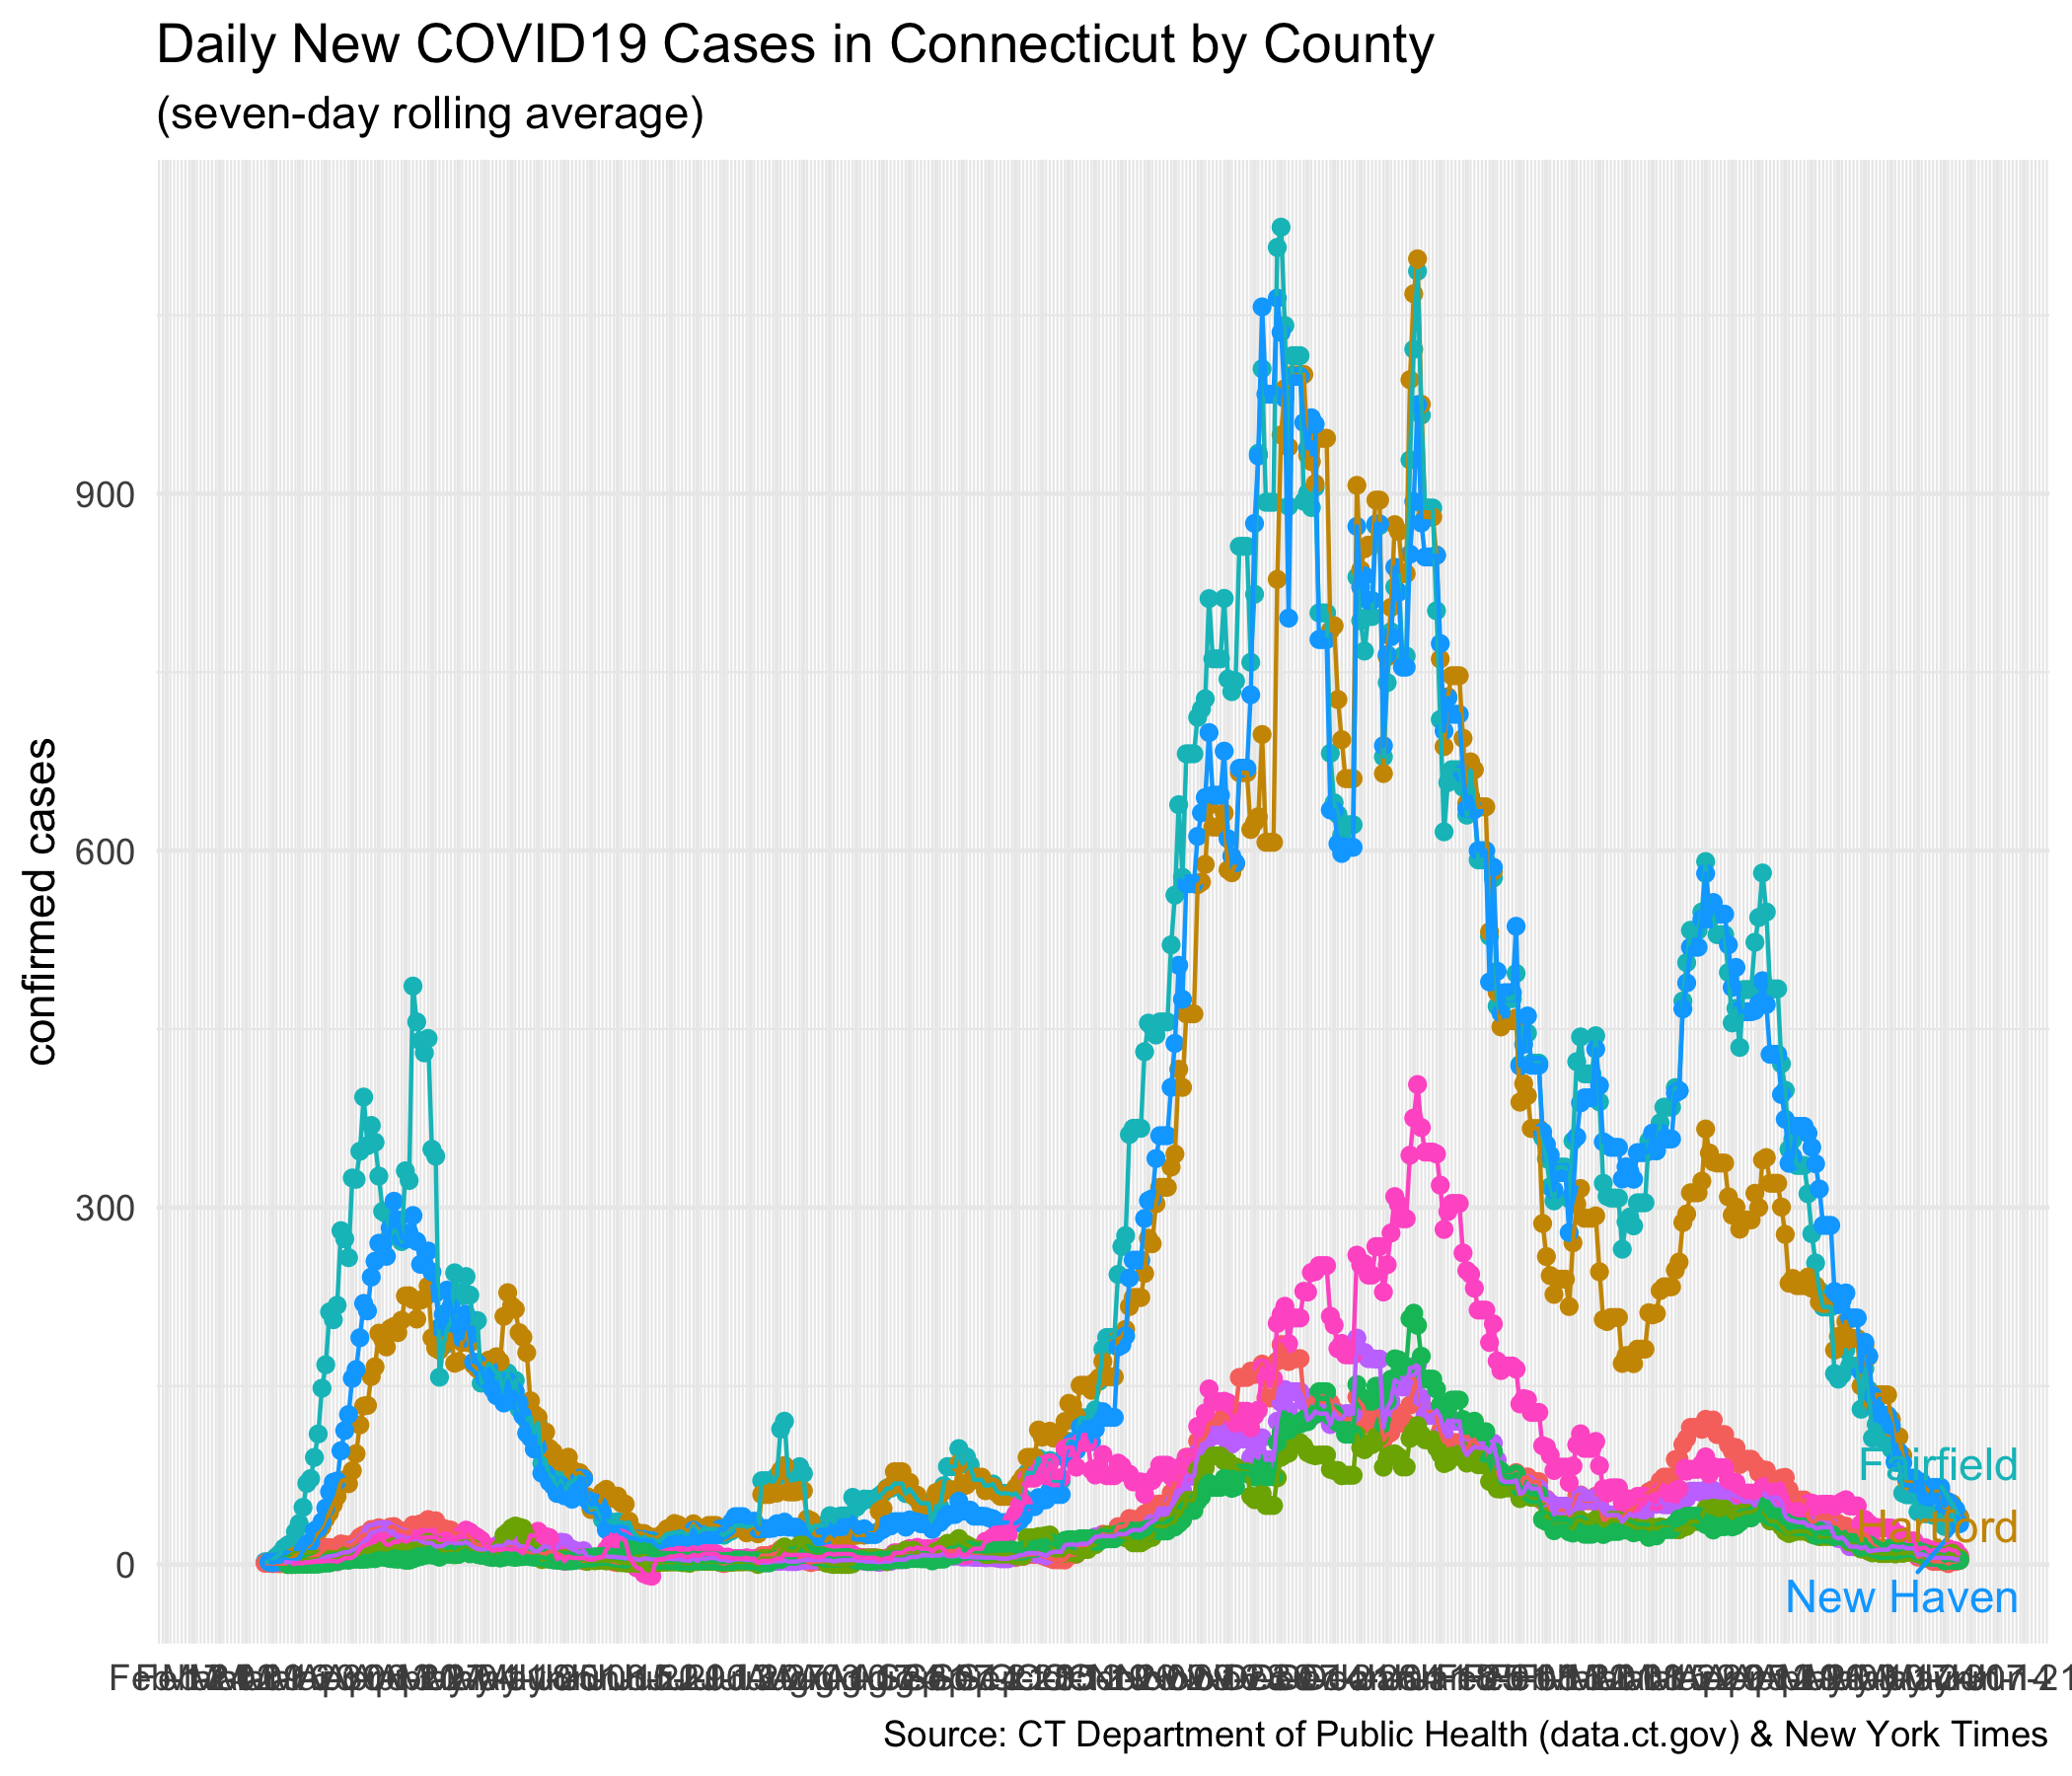 Daily New COVID19 Cases in Connecticut by County
(seven-day rolling average)
900
600
300
0
confirmed cases
Fairfield
Hartford
New Haven
Source: CT Department of Public Health (data.ct.gov) & New York Times